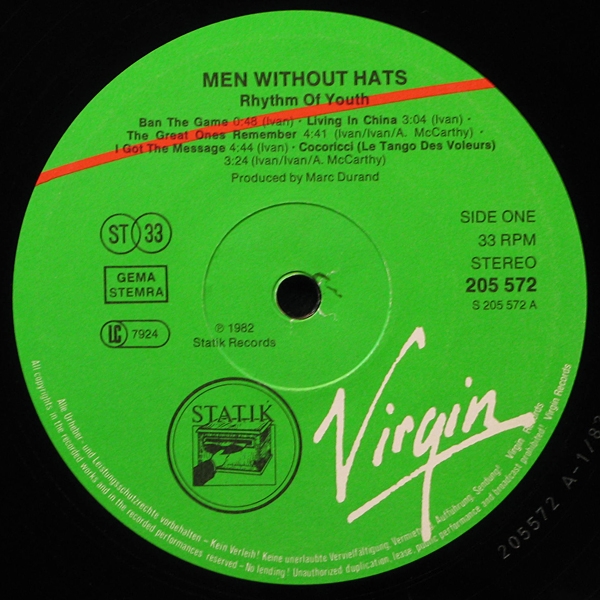 MEN WITHOUT HATS
Rhythm Of Youth
Ban The Game 0:48 (Ivan) · Living In China 3:04 (Ivan) ·
The Great Ones Remember 4:41 (Ivan/Ivan/A. McCarthy) ·
I Got The Message 4:44 (Ivan) · Cocoricci (Le Tango Des Voleurs)
3:24 (Ivan/Ivan/A. McCarthy)
Produced by Marc Durand
ST 33
GEMA
STEMRA
LC 7924
SIDE ONE
33 RPM
STEREO
205 572
S 205 572 A
℗ 1982
Statik Records
STATIK
Virgin
Alle Urheber- und Leistungsschutzrechte vorbehalten – Kein Verleih! Keine unerlaubte Vervielfältigung, Vermietung, Aufführung, Sendung! Virgin Records
All copyrights in the recorded works and in the recorded performances reserved – No lending! Unauthorized duplication, lease, public performance and broadcast prohibited! Virgin Records
205572 A-1/83